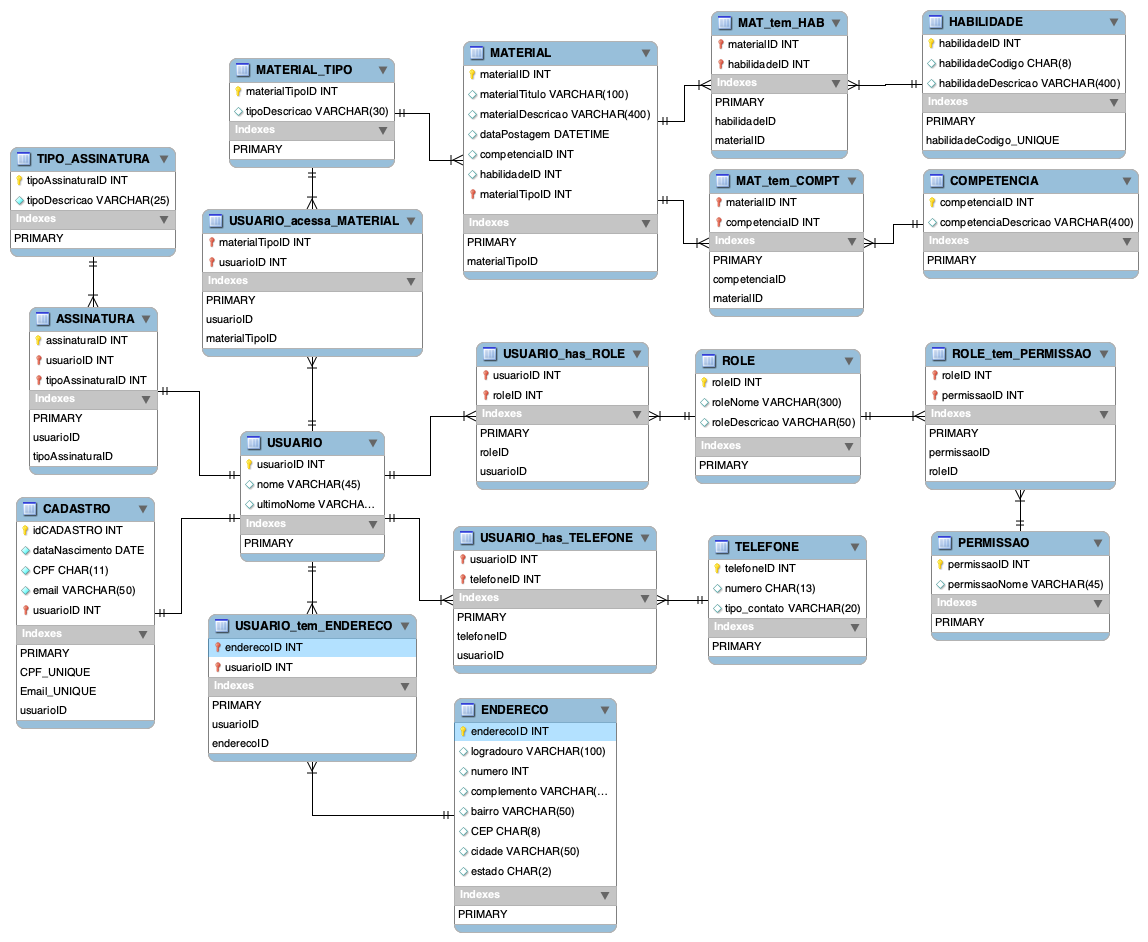 MAT_tem_HAB
materialID INT
habilidadeID INT
Indexes
PRIMARY
habilidadeID
materialID
HABILIDADE
habilidadeID INT
habilidadeCodigo CHAR(8)
habilidadeDescricao VARCHAR(400)
Indexes
PRIMARY
habilidadeCodigo_UNIQUE
MATERIAL
materialID INT
materialTitulo VARCHAR(100)
materialDescricao VARCHAR(400)
dataPostagem DATETIME
competenciaID INT
habilidadeID INT
materialTipoID INT
Indexes
PRIMARY
materialTipoID
MATERIAL_TIPO
materialTipoID INT
tipoDescricao VARCHAR(30)
Indexes
PRIMARY
TIPO_ASSINATURA
tipoAssinaturaID INT
tipoDescricao VARCHAR(25)
Indexes
PRIMARY
USUARIO_acessa_MATERIAL
materialTipoID INT
usuarioID INT
Indexes
PRIMARY
usuarioID
materialTipoID
MAT_tem_COMPT
materialID INT
competenciaID INT
Indexes
PRIMARY
competenciaID
materialID
COMPETENCIA
competenciaID INT
competenciaDescricao VARCHAR(400)
Indexes
PRIMARY
ASSINATURA
assinaturaID INT
usuarioID INT
tipoAssinaturaID INT
Indexes
PRIMARY
usuarioID
tipoAssinaturaID
USUARIO_has_ROLE
usuarioID INT
roleID INT
Indexes
PRIMARY
roleID
usuarioID
ROLE
roleID INT
roleNome VARCHAR(300)
roleDescricao VARCHAR(50)
Indexes
PRIMARY
ROLE_tem_PERMISSAO
roleID INT
permissaoID INT
Indexes
PRIMARY
permissaoID
roleID
USUARIO
usuarioID INT
nome VARCHAR(45)
ultimoNome VARCHA...
Indexes
PRIMARY
CADASTRO
idCADASTRO INT
dataNascimento DATE
CPF CHAR(11)
email VARCHAR(50)
usuarioID INT
Indexes
PRIMARY
CPF_UNIQUE
Email_UNIQUE
usuarioID
USUARIO_has_TELEFONE
usuarioID INT
telefoneID INT
Indexes
PRIMARY
telefoneID
usuarioID
TELEFONE
telefoneID INT
numero CHAR(13)
tipo_contato VARCHAR(20)
Indexes
PRIMARY
PERMISSAO
permissaoID INT
permissaoNome VARCHAR(45)
Indexes
PRIMARY
USUARIO_tem_ENDERECO
enderecoID INT
usuarioID INT
Indexes
PRIMARY
usuarioID
enderecoID
ENDERECO
enderecoID INT
logradouro VARCHAR(100)
numero INT
complemento VARCHAR(...
bairro VARCHAR(50)
CEP CHAR(8)
cidade VARCHAR(50)
estado CHAR(2)
Indexes
PRIMARY